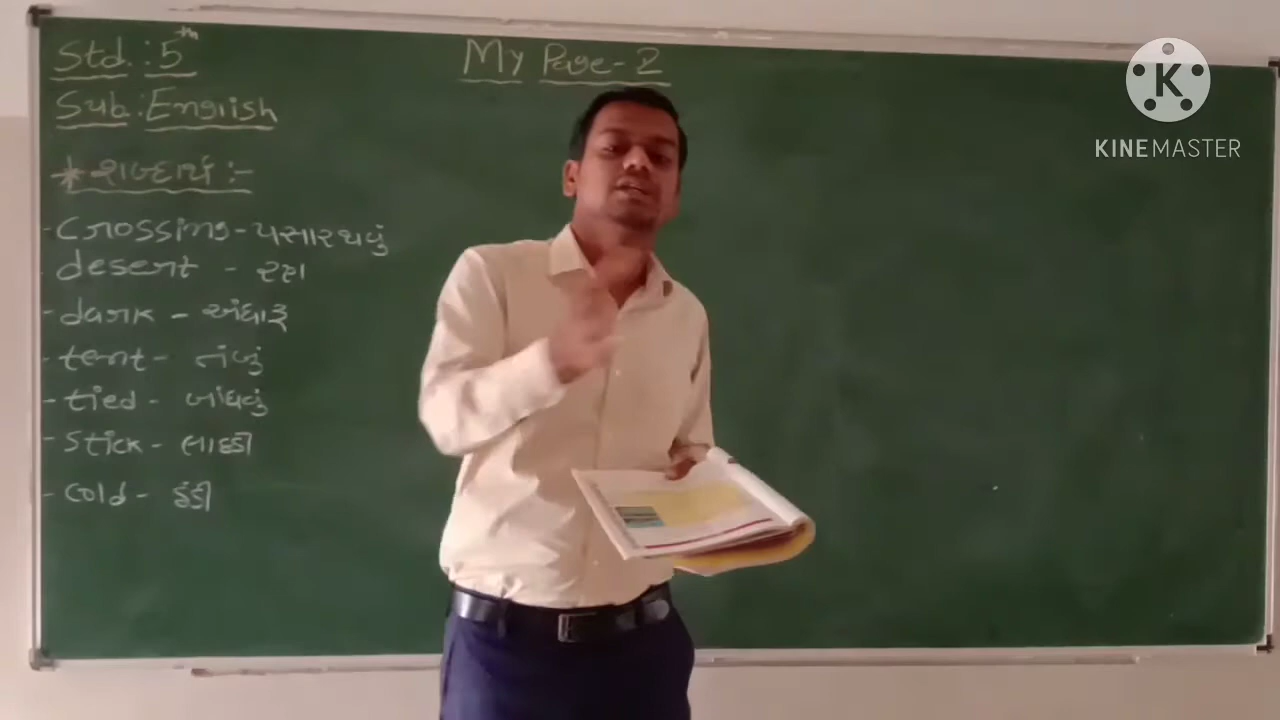 Std.: 5th
My Page-2
Sub.: English
* શબ્દાર્થ :-
- Crossing - પસાર થવું
- desert - રણ
- dark - અંધારૂ
- tent - તંબું
- tied - બાંધવું
- Stick - લાકડી
- Cold - ઠંડી
K
KINEMASTER